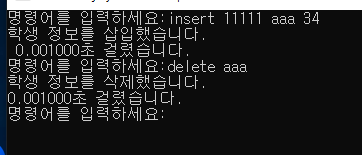 명령어를 입력하세요:insert 11111 aaa 34
학생 정보를 삽입했습니다.
 0.001000초 걸렸습니다.
명령어를 입력하세요:delete aaa
학생 정보를 삭제했습니다.
0.001000초 걸렸습니다.
명령어를 입력하세요: